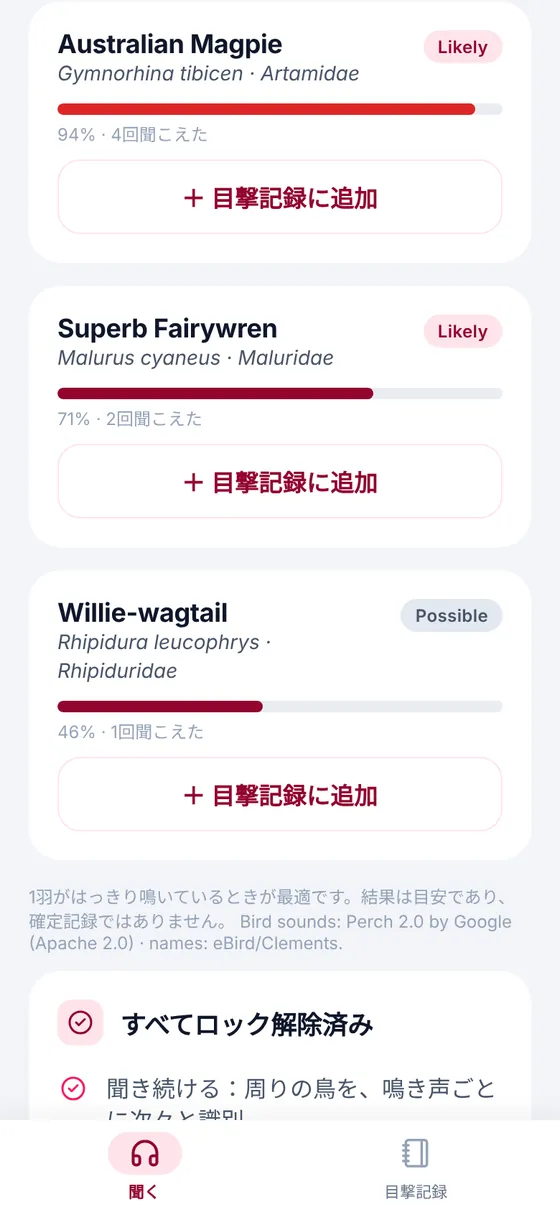 Australian Magpie
Likely
Gymnorhina tibicen · Artamidae
94% · 4回聞こえた
＋ 目撃記録に追加
Superb Fairywren
Likely
Malurus cyaneus · Maluridae
71% · 2回聞こえた
＋ 目撃記録に追加
Willie-wagtail
Possible
Rhipidura leucophrys ·
Rhipiduridae
46% · 1回聞こえた
＋ 目撃記録に追加
1羽がはっきり鳴いているときが最適です。結果は目安であり、
確定記録ではありません。 Bird sounds: Perch 2.0 by Google
(Apache 2.0) · names: eBird/Clements.
すべてロック解除済み
聞き続ける：周りの鳥を、鳴き声ごと
に次々と識別
聞く
目撃記録